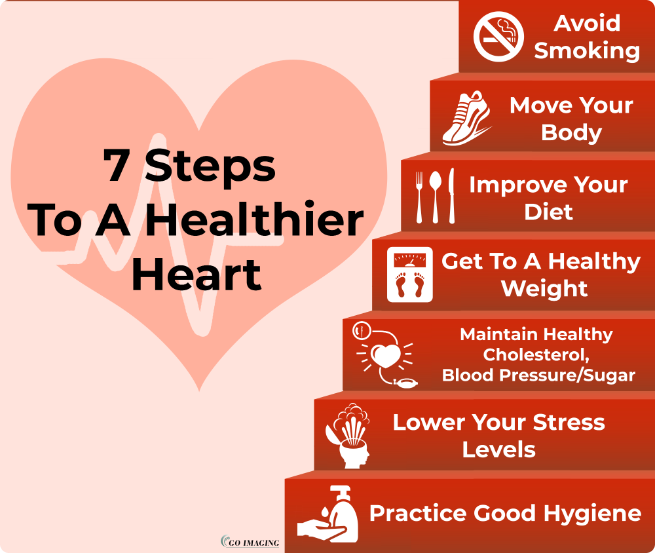 7 Steps
To A Healthier
Heart
Avoid
Smoking
Move Your
Body
Improve Your
Diet
Get To A Healthy
Weight
Maintain Healthy
Cholesterol,
Blood Pressure/Sugar
Lower Your Stress
Levels
Practice Good Hygiene
GO IMAGING